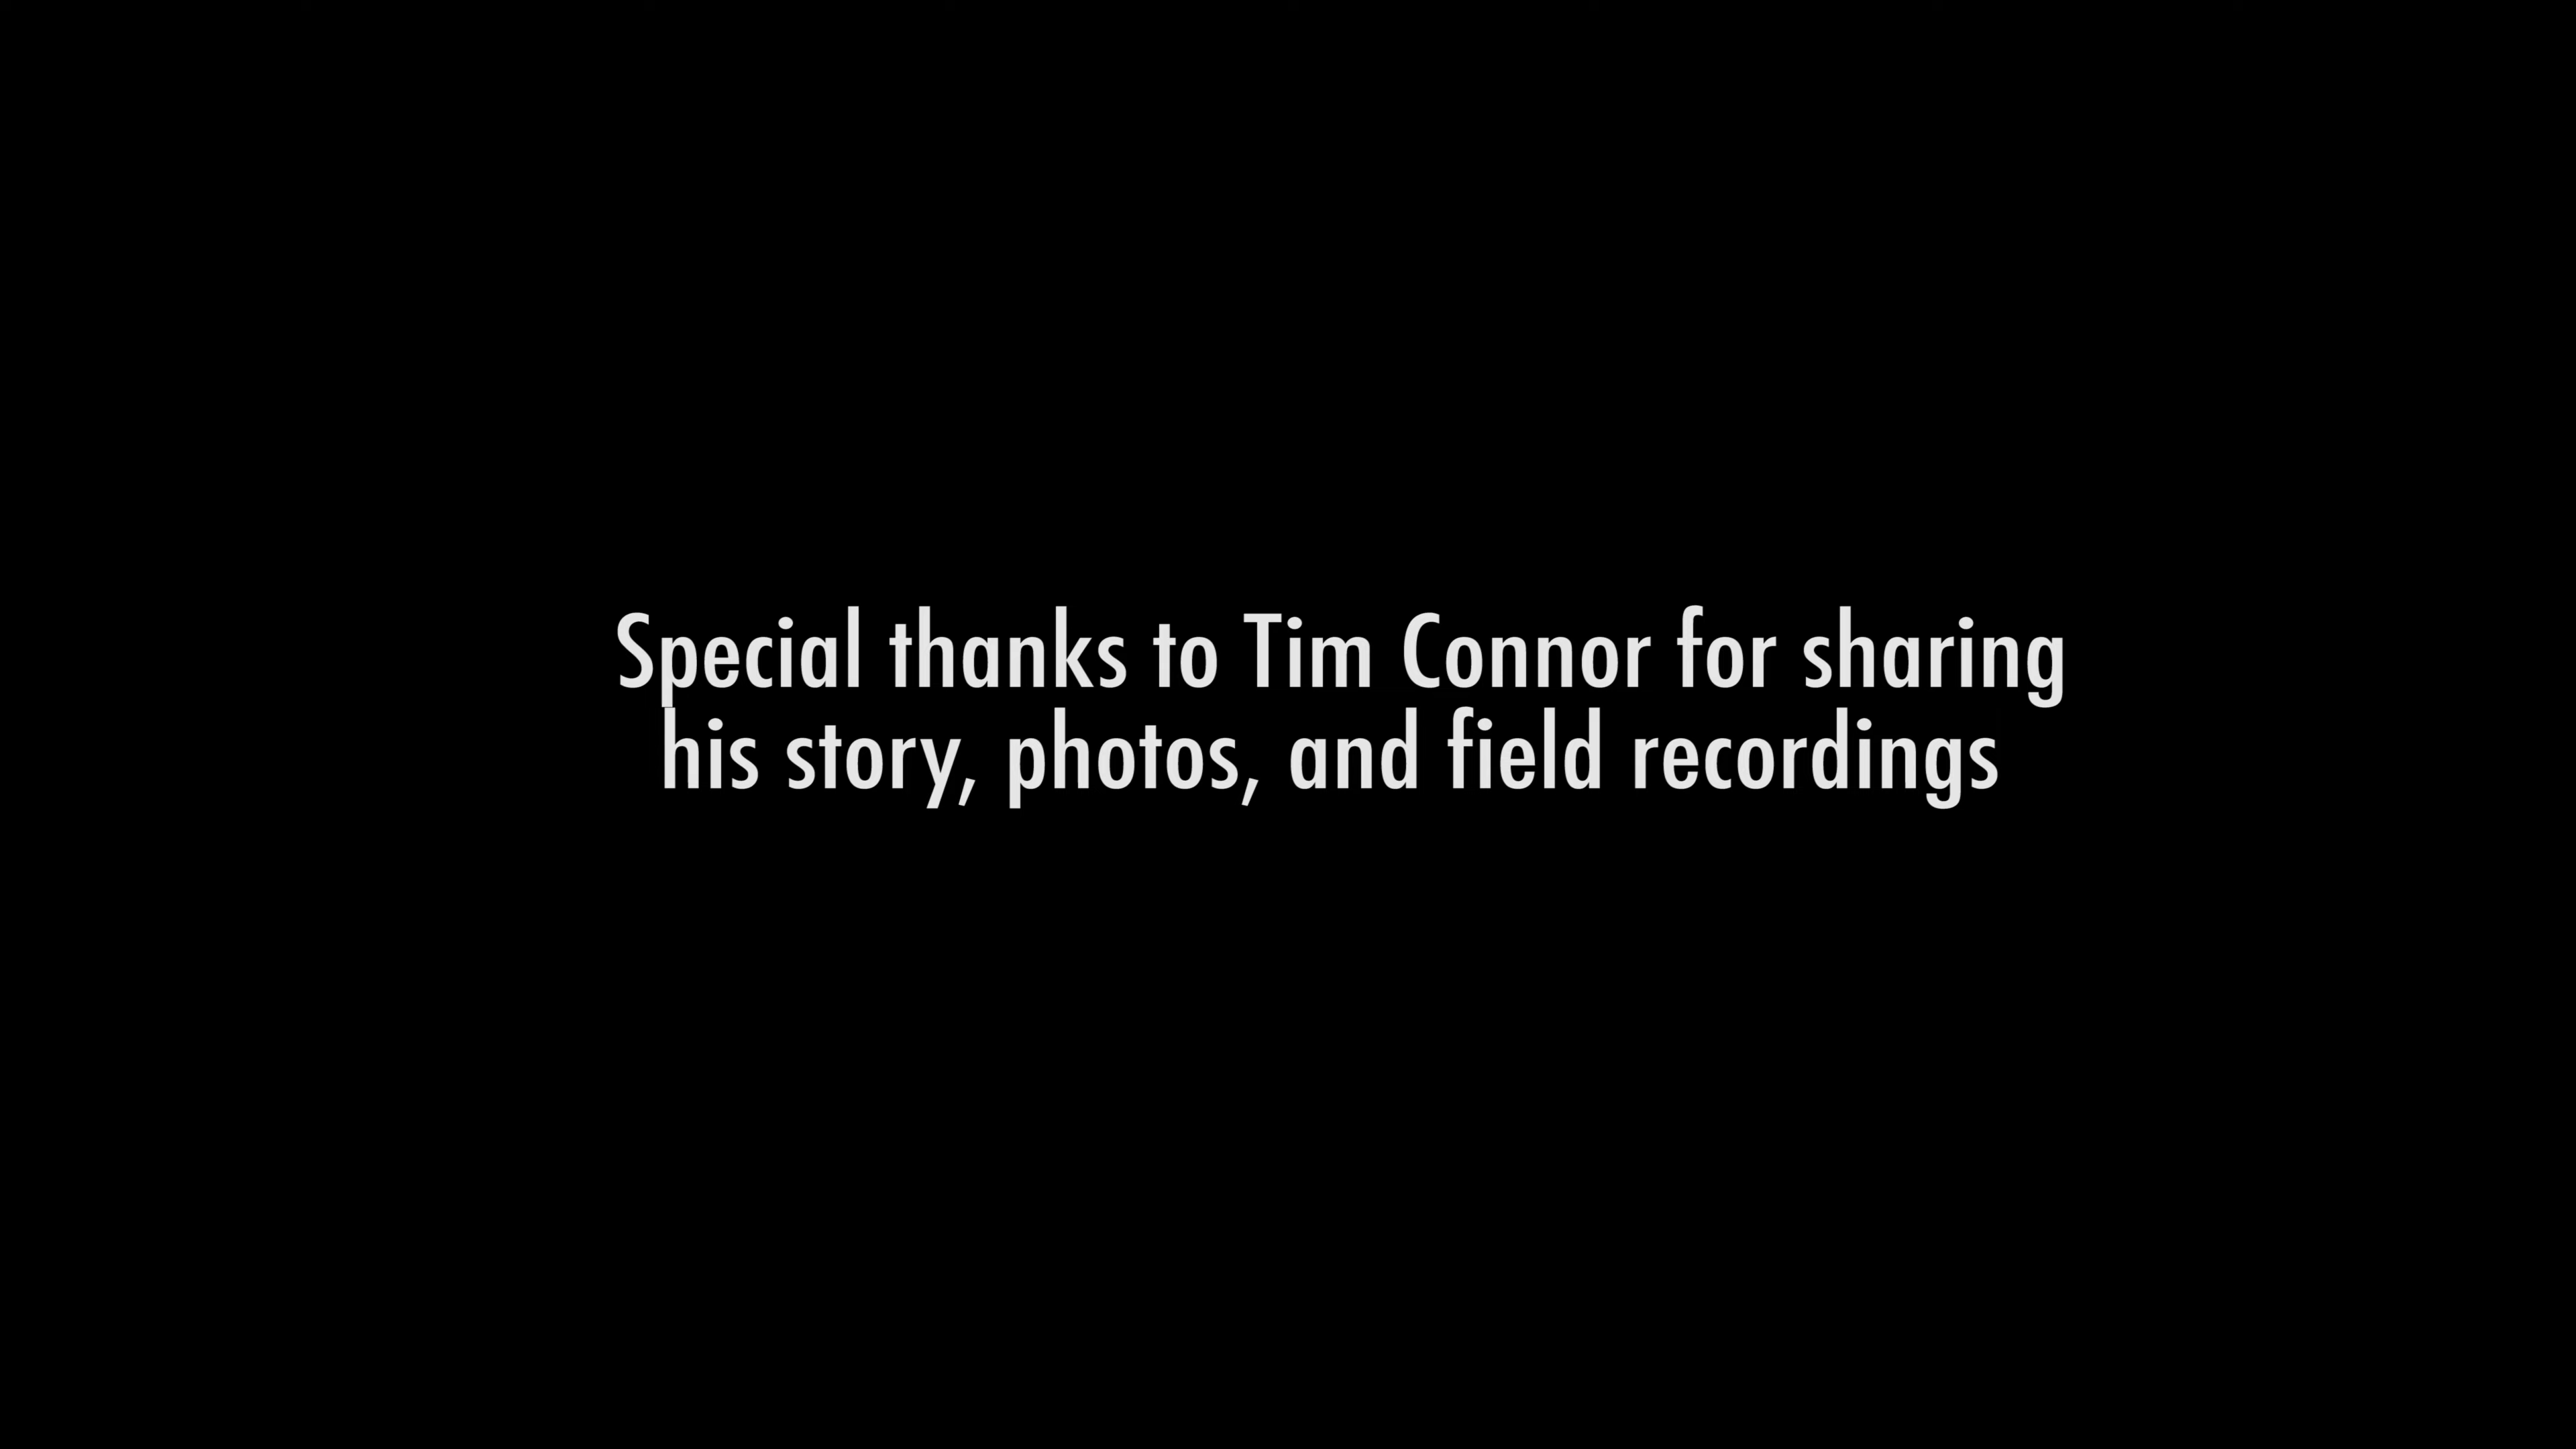 Special thanks to Tim Connor for sharing
his story, photos, and field recordings